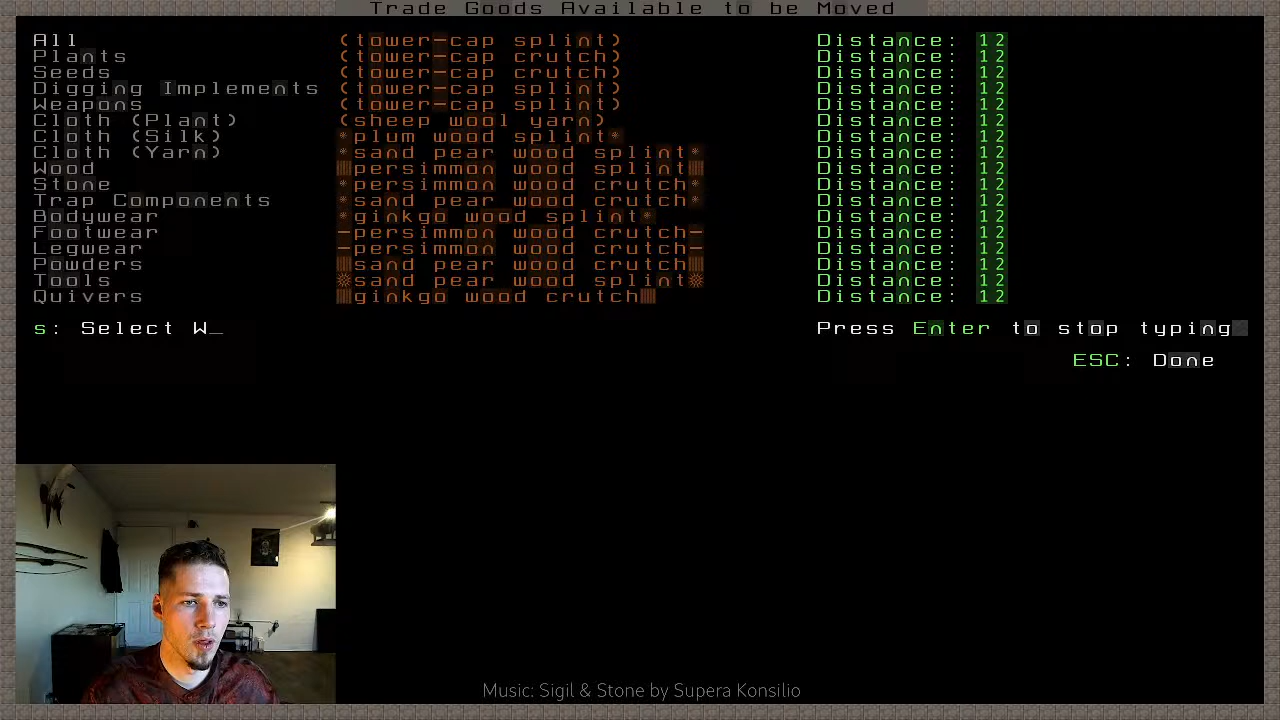 Trade Goods Available to be Moved
All (tower-cap splint) Distance: 12
Plants (tower-cap crutch) Distance: 12
Seeds (tower-cap crutch) Distance: 12
Digging Implements (tower-cap splint) Distance: 12
Weapons (tower-cap splint) Distance: 12
Cloth (Plant) (sheep wool yarn) Distance: 12
Cloth (Silk) *plum wood splint* Distance: 12
Cloth (Yarn) *sand pear wood splint* Distance: 12
Wood ≡persimmon wood splint≡ Distance: 12
Stone *persimmon wood crutch* Distance: 12
Trap Components *sand pear wood crutch* Distance: 12
Bodywear *ginkgo wood splint* Distance: 12
Footwear -persimmon wood crutch- Distance: 12
Legwear -persimmon wood crutch- Distance: 12
Powders ≡sand pear wood crutch≡ Distance: 12
Tools ☼sand pear wood splint☼ Distance: 12
Quivers ≡ginkgo wood crutch≡ Distance: 12
s: Select W_ Press Enter to stop typing
ESC: Done
Music: Sigil & Stone by Supera Konsilio